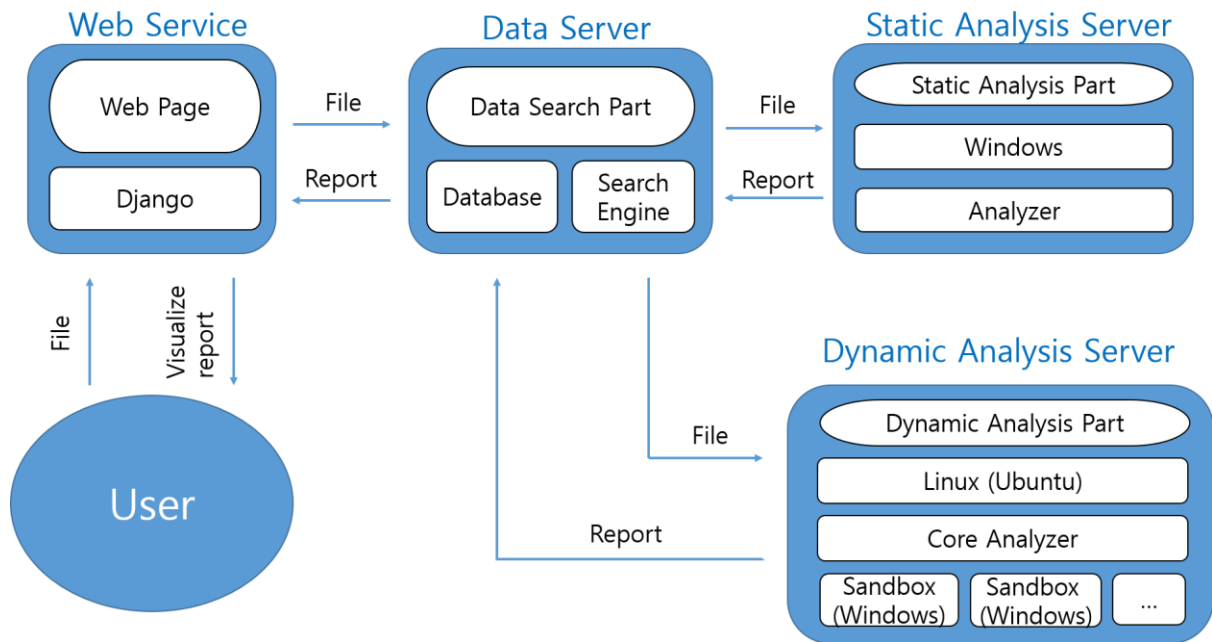 Web Service
Data Server
Static Analysis Server
Web Page
Django
File
Report
Data Search Part
Database
Search
Engine
File
Report
Static Analysis Part
Windows
Analyzer
File
Visualize
report
User
Dynamic Analysis Server
File
Report
Dynamic Analysis Part
Linux (Ubuntu)
Core Analyzer
Sandbox
(Windows)
Sandbox
(Windows)
...